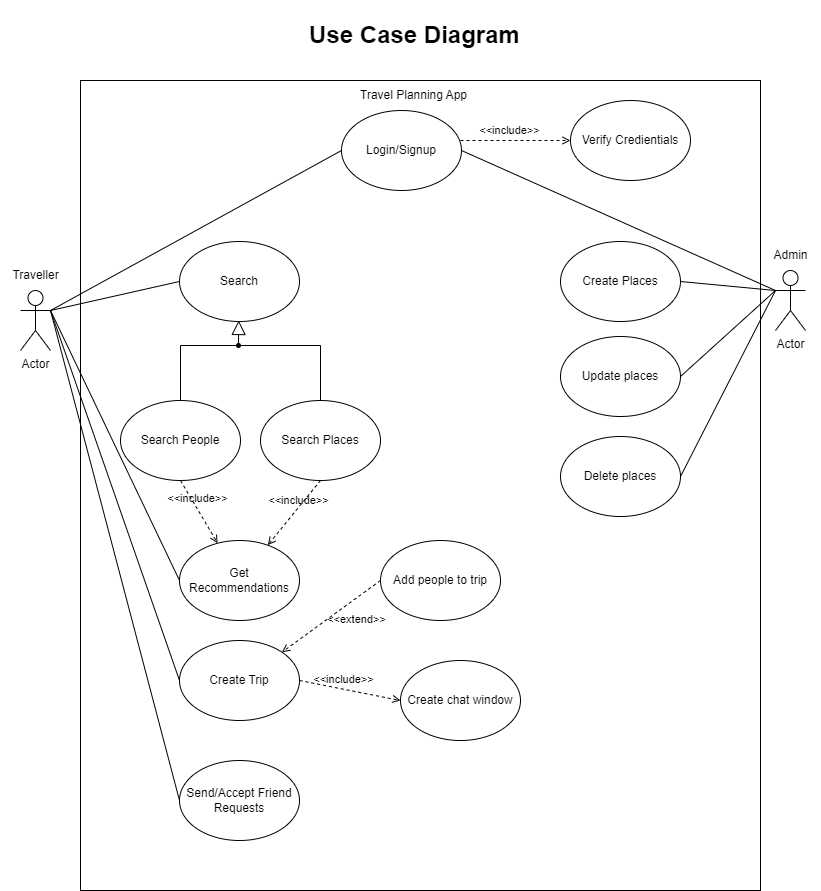 Use Case Diagram
Travel Planning App
Login/Signup
<<include>>
Verify Credentials
Traveller
Actor
Admin
Actor
Search
Create Places
Update places
Search People
Search Places
Delete places
<<include>>
<<include>>
Get
Recommendations
Add people to trip
<<extend>>
Create Trip
<<include>>
Create chat window
Send/Accept Friend
Requests